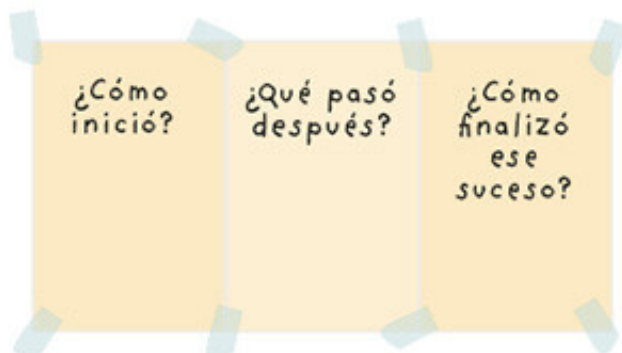 ¿Cómo
inició?
¿Qué pasó
después?
¿Cómo
finalizó
ese
suceso?